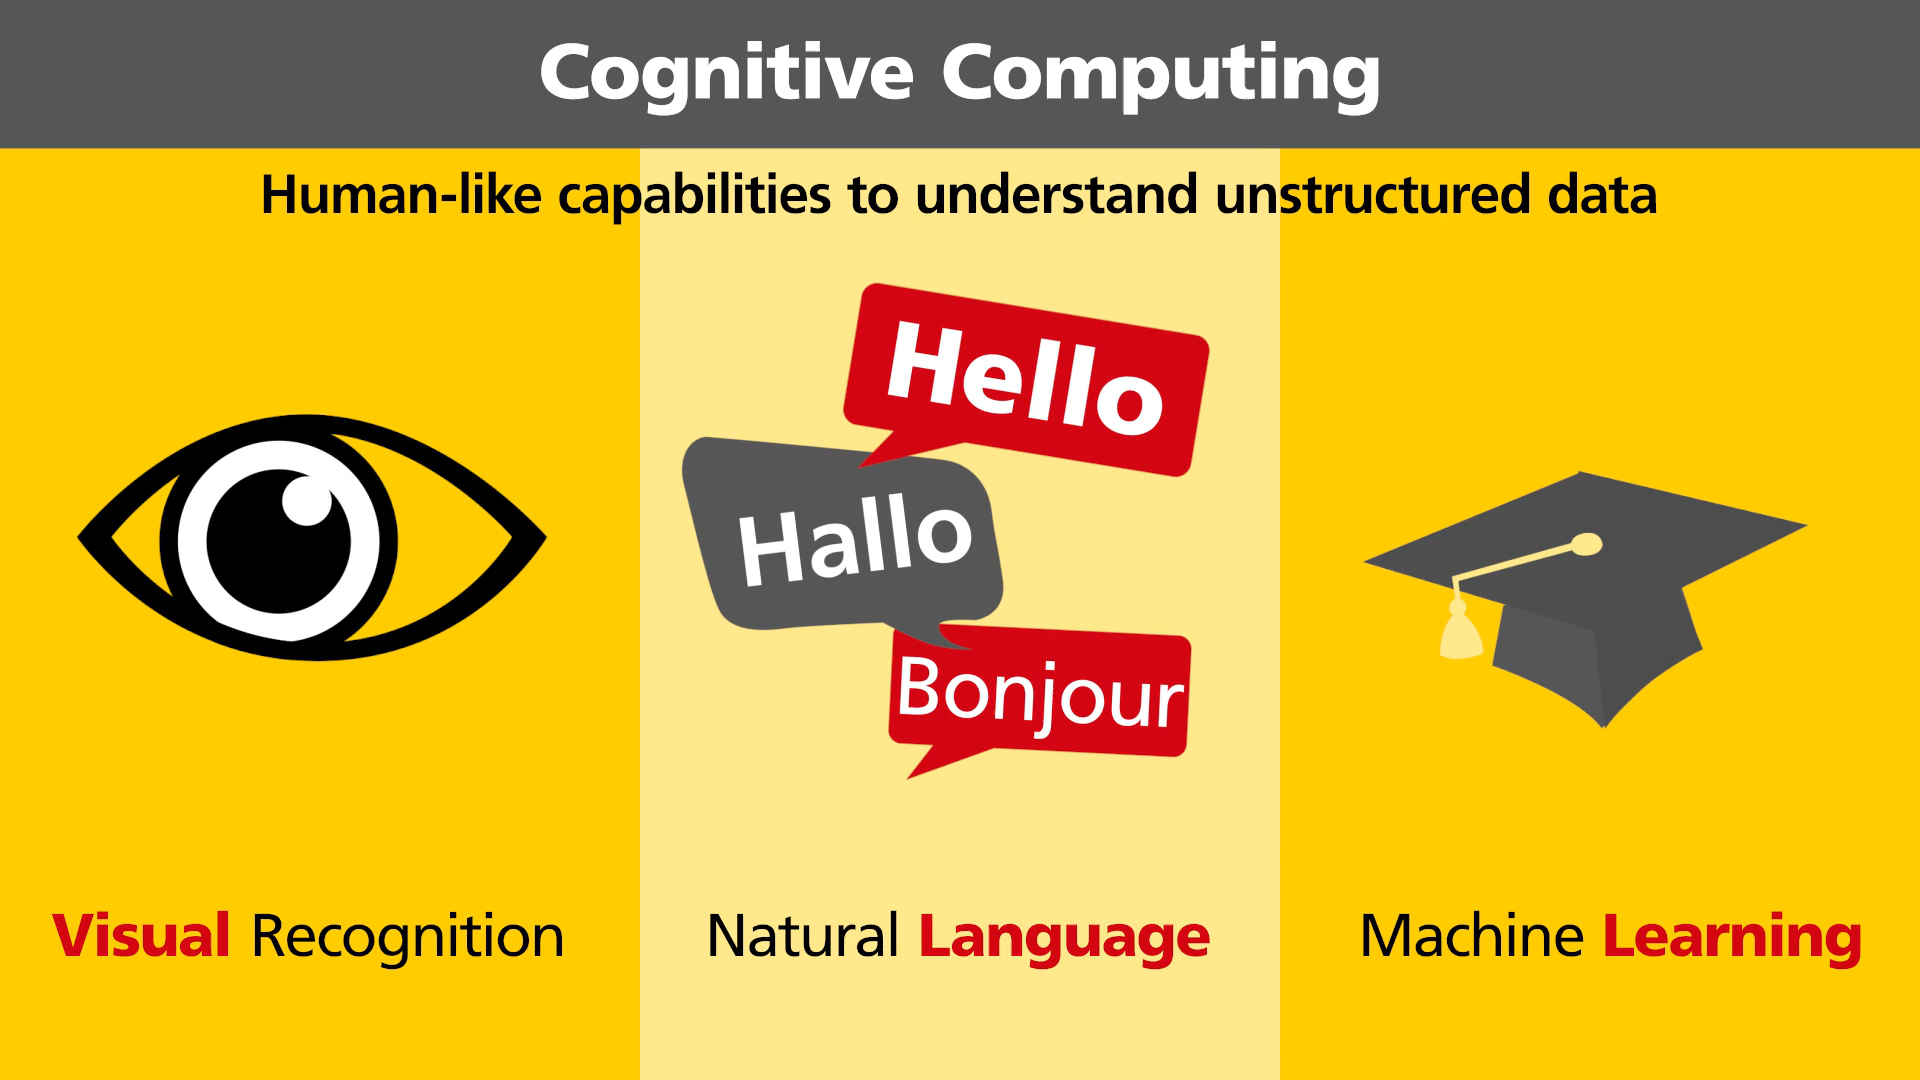 Cognitive Computing
Human-like capabilities to understand unstructured data
Hello
Hallo
Bonjour
Visual Recognition
Natural Language
Machine Learning